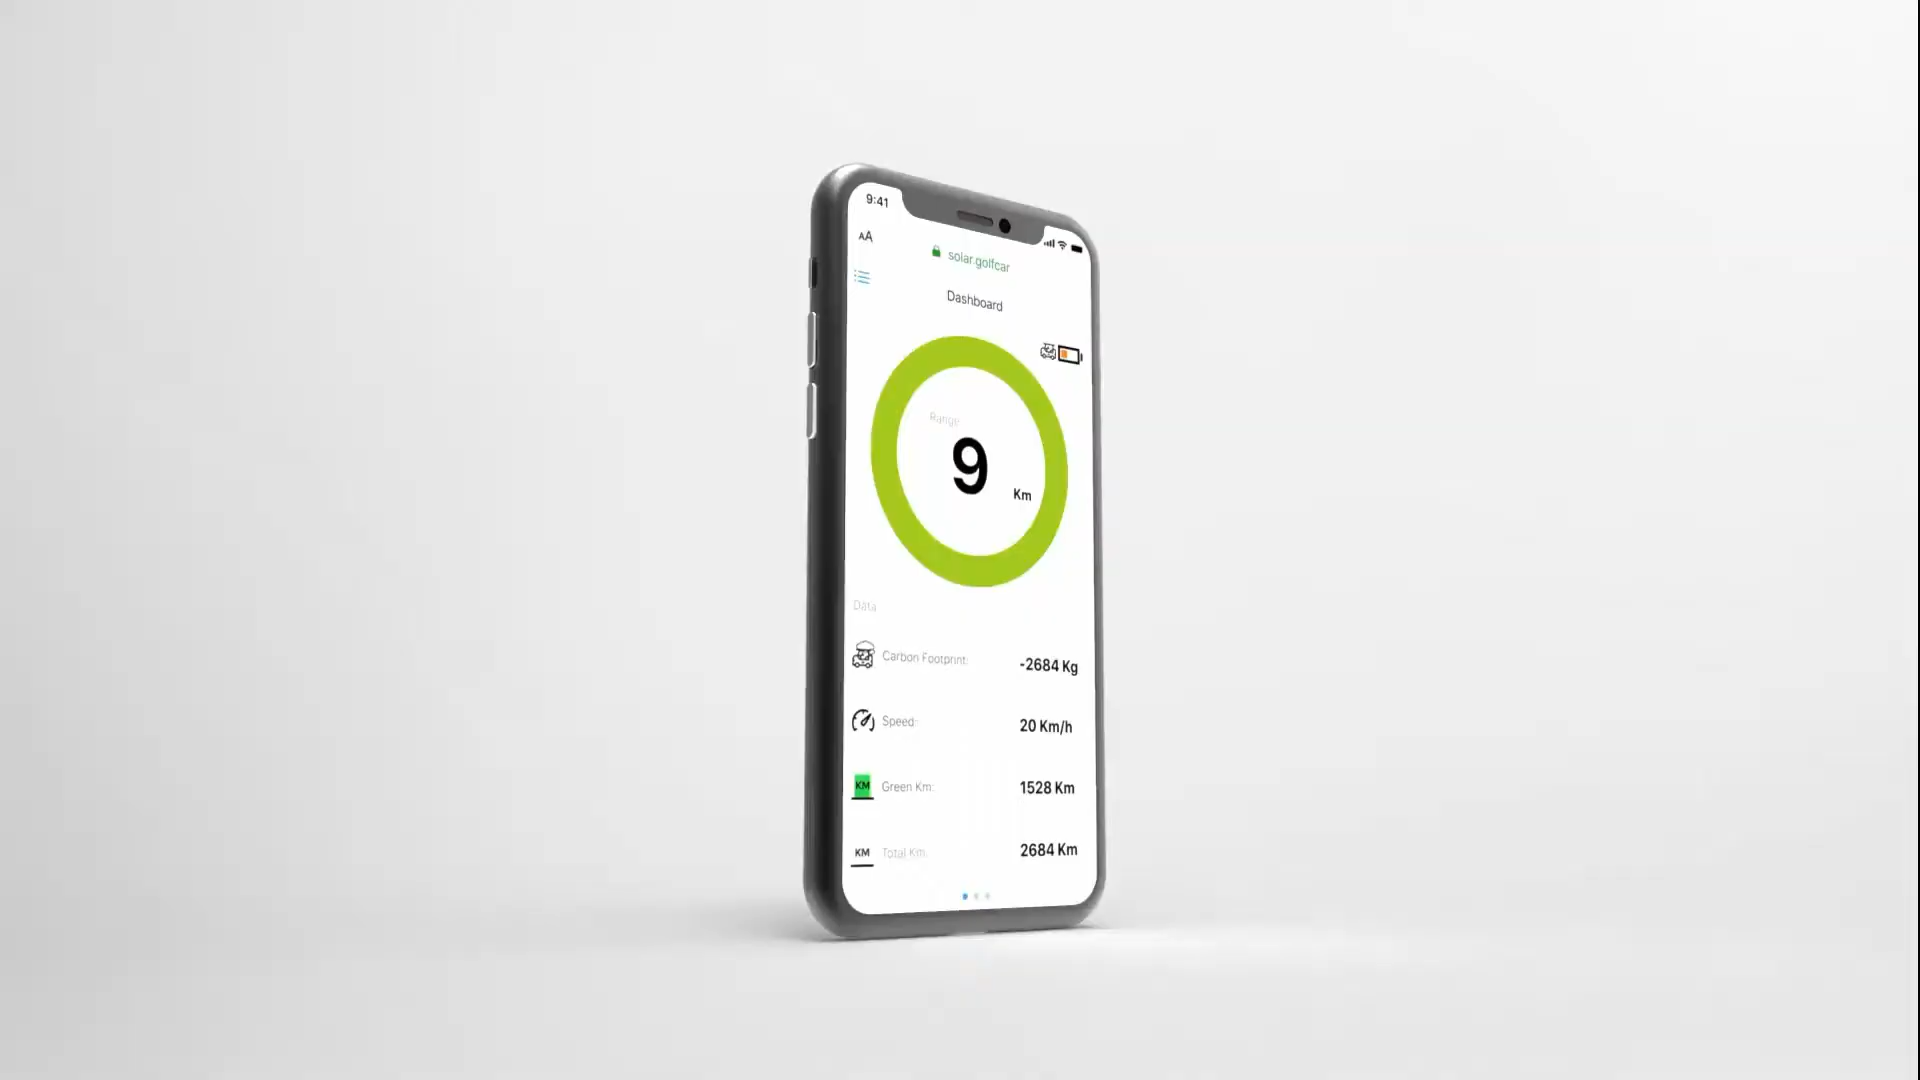 9:41
AA
solar.golfcar
Dashboard
Range:
9
Km
Data
Carbon Footprint: -2684 Kg
Speed: 20 Km/h
KM Green Km: 1528 Km
KM Total Km: 2684 Km